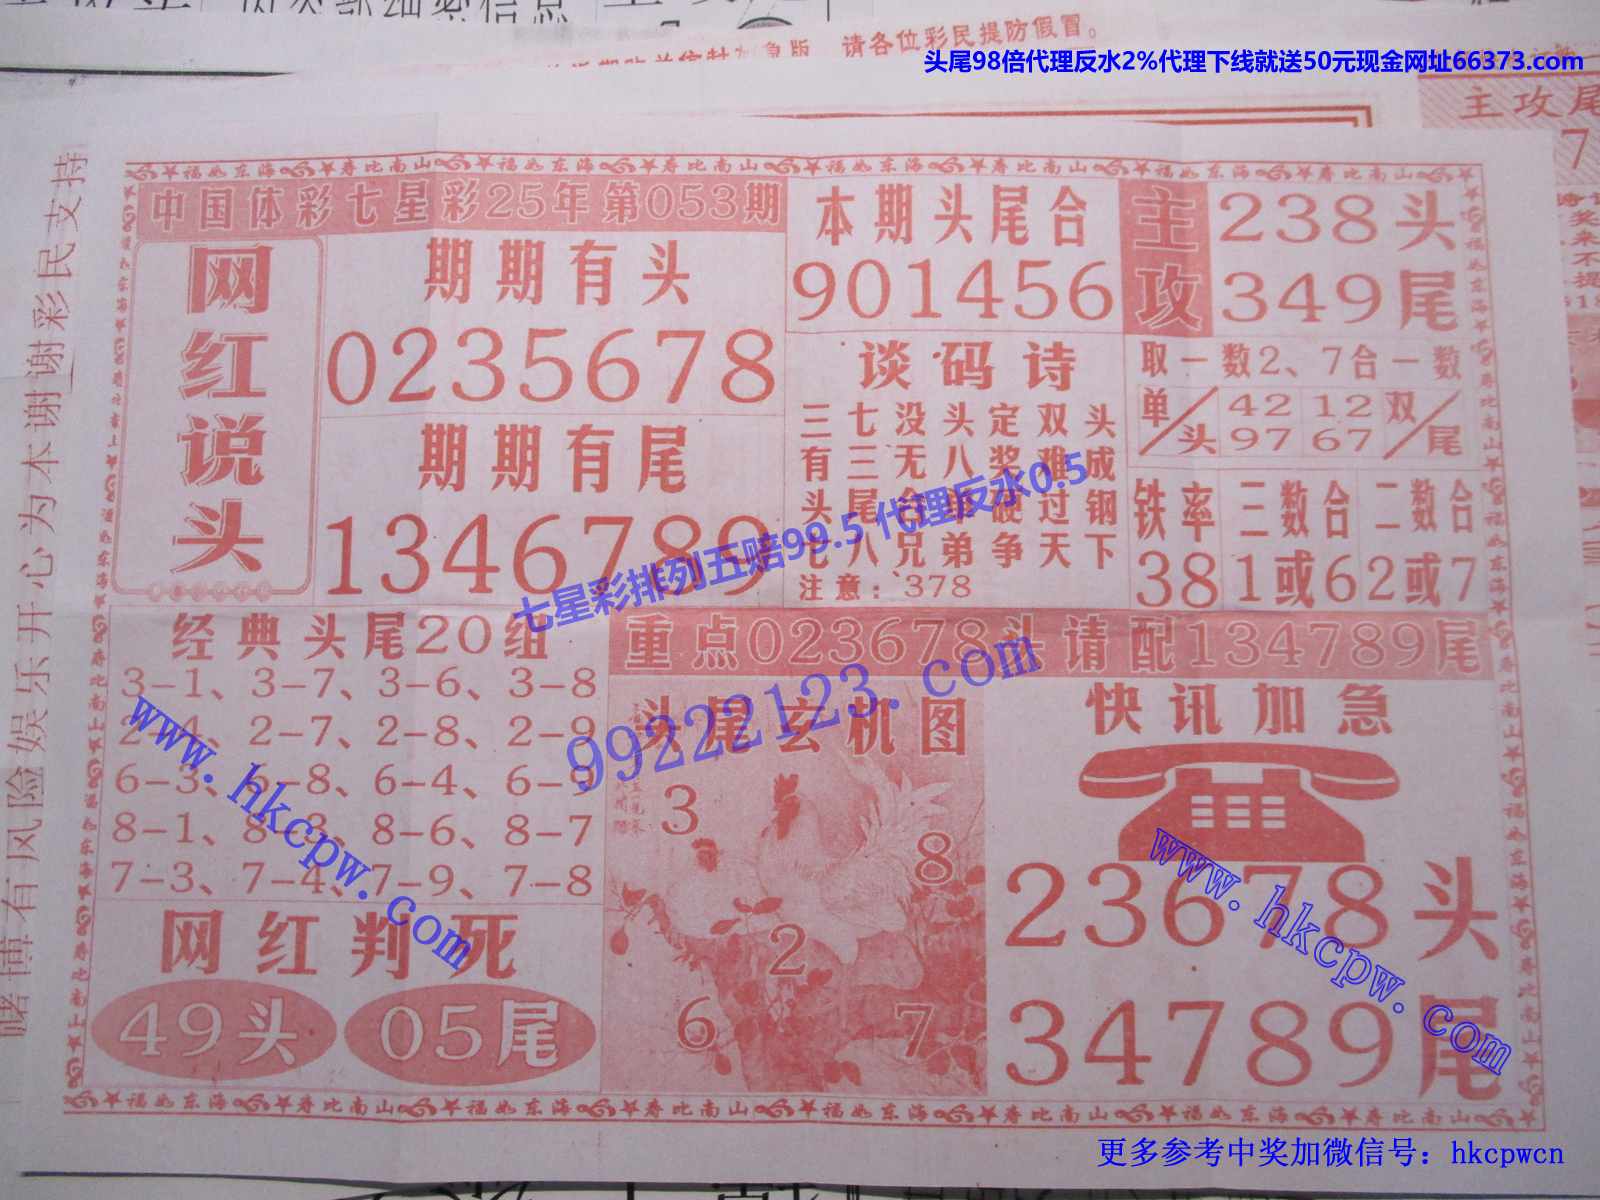 请各位彩民提防假冒。
头尾98倍代理反水2%代理下线就送50元现金网址66373.com
主攻尾
7
赌博有风险娱乐开心为本谢谢彩民支持
中国体彩七星彩25年第053期
网红说头
期期有头
0235678
期期有尾
1346789
本期头尾合
901456
主攻
238头
349尾
谈码诗
三七没头定双头
有三无八奖难成
头尾合单破过钢
七八兄弟争天下
注意:378
取一数2、7合一数
单/头
42 12
97 67
双/尾
铁率 三数合 二数合
38 1或6 2或7
七星彩排列五赔99.5 代理反水0.5
99222123.com
经典头尾20组
3-1、3-7、3-6、3-8
2-4、2-7、2-8、2-9
6-3、6-8、6-4、6-9
8-1、8-3、8-6、8-7
7-3、7-4、7-9、7-8
网红判死
49头 05尾
重点023678头请配134789尾
头尾玄机图
3
8
2
6
7
快讯加急
23678头
34789尾
www.hkcpw.com
www.hkcpw.com
更多参考中奖加微信号：hkcpwcn